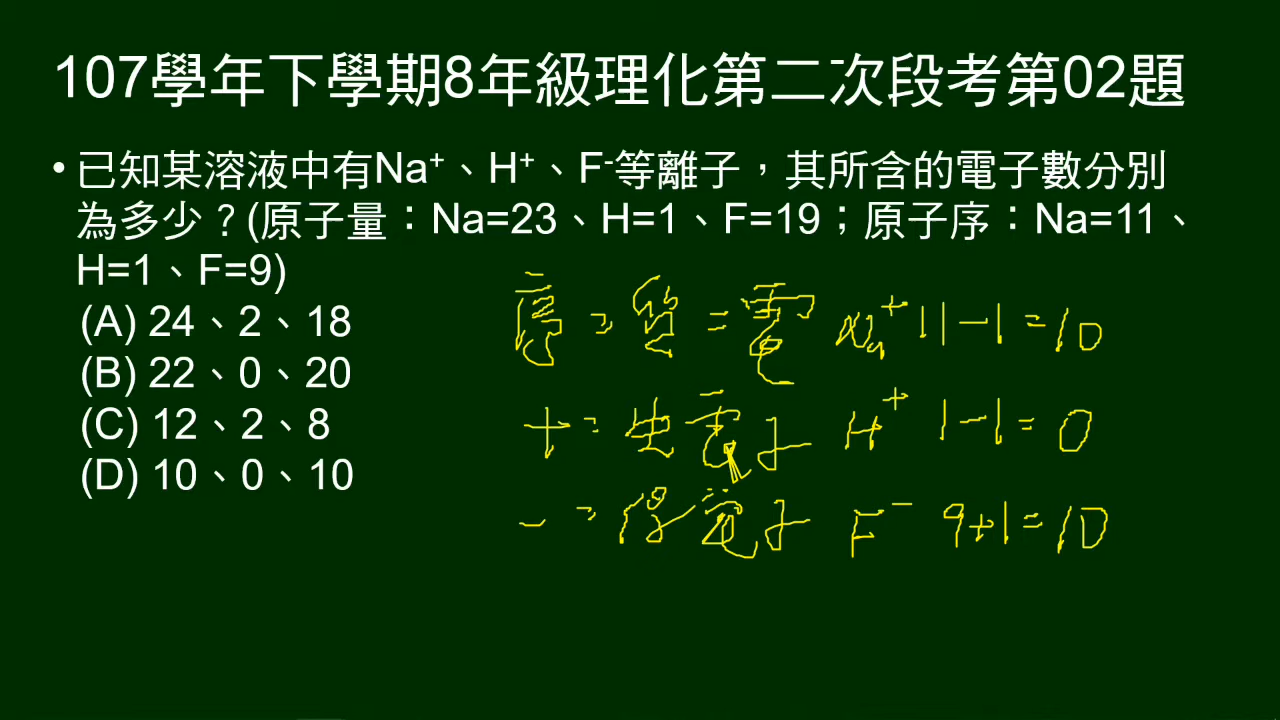 107學年下學期8年級理化第二次段考第02題
• 已知某溶液中有Na⁺、H⁺、F⁻等離子，其所含的電子數分別
為多少？(原子量：Na=23、H=1、F=19；原子序：Na=11、
H=1、F=9)
(A) 24、2、18
(B) 22、0、20
(C) 12、2、8
(D) 10、0、10
序=質=電 Na⁺ 11-1=10
+=失電子 H⁺ 1-1=0
-=得電子 F⁻ 9+1=10